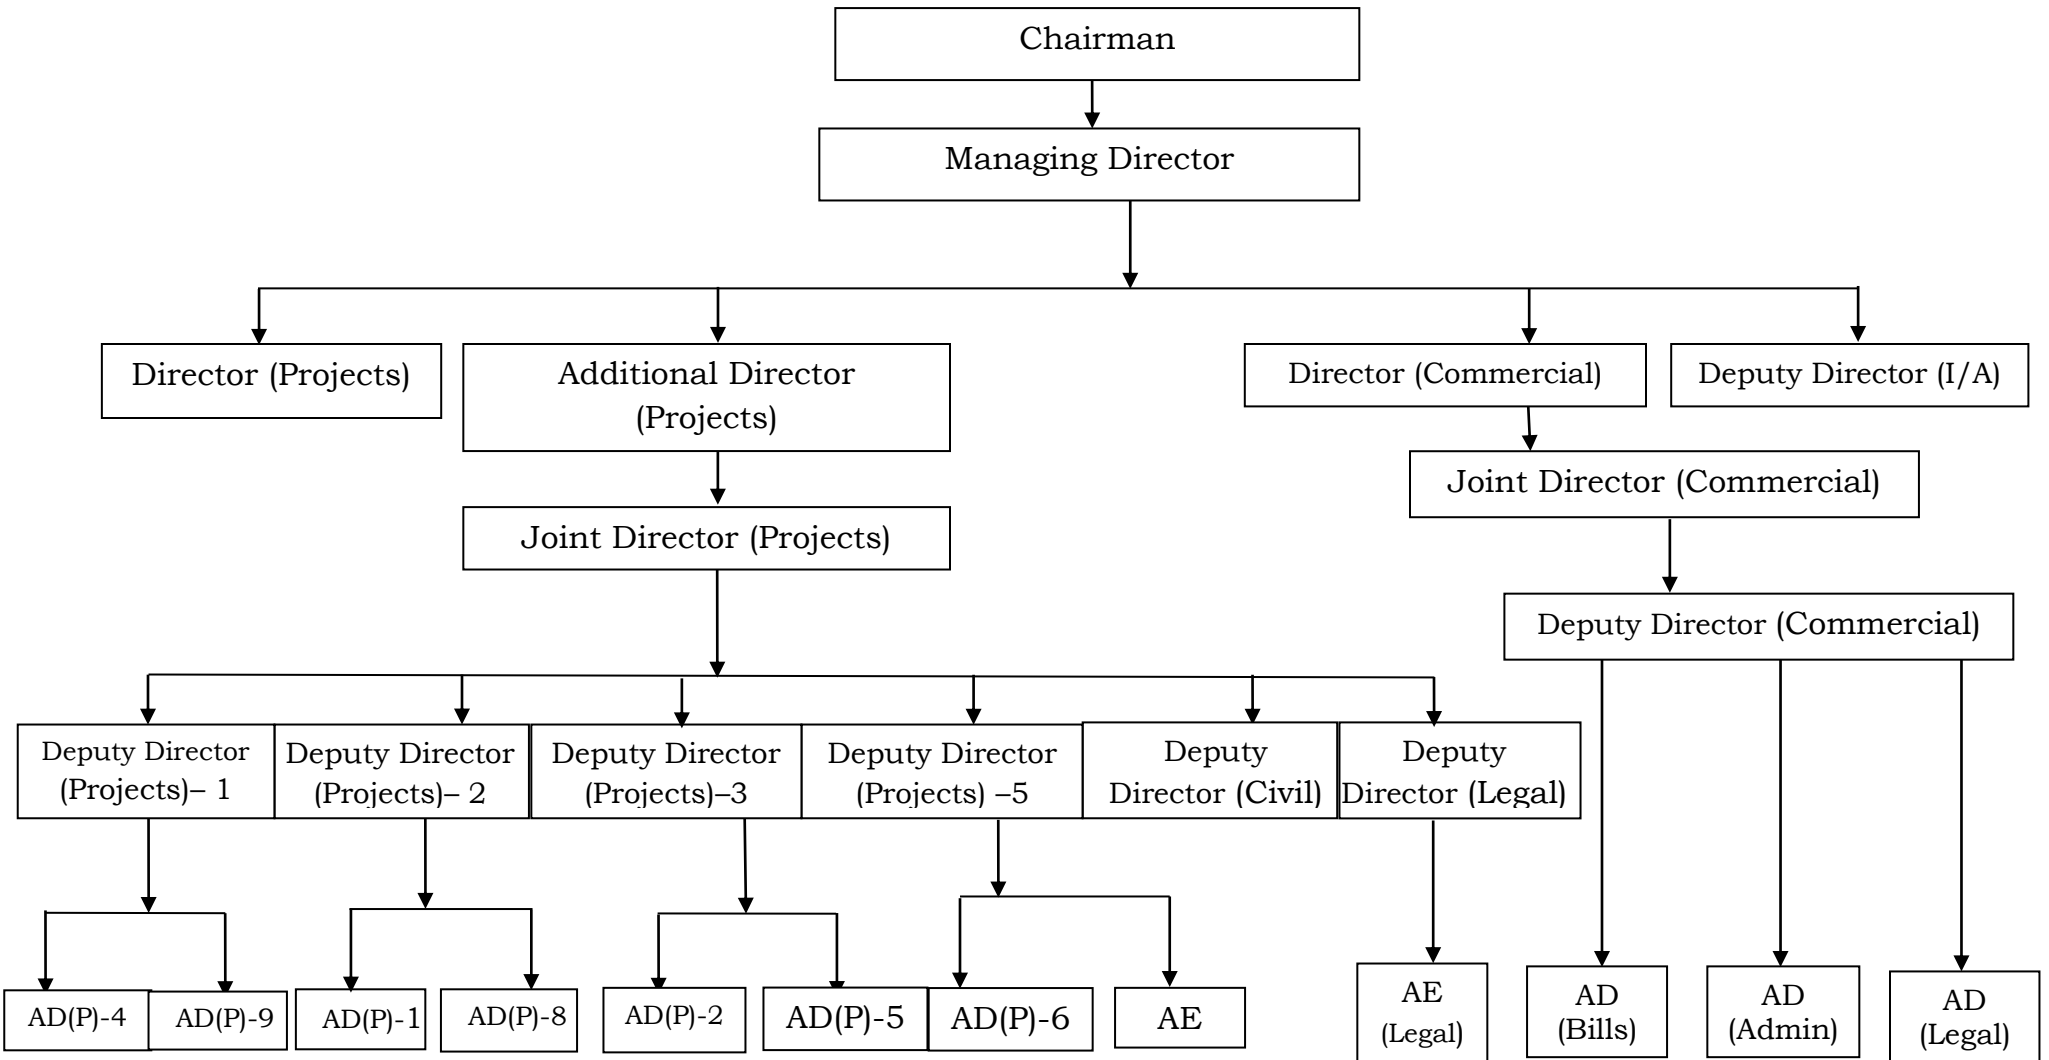 Chairman
Managing Director
Director (Projects)
Additional Director
(Projects)
Director (Commercial)
Deputy Director (I/A)
Joint Director (Commercial)
Joint Director (Projects)
Deputy Director (Commercial)
Deputy Director
(Projects)– 1
Deputy Director
(Projects)– 2
Deputy Director
(Projects)–3
Deputy Director
(Projects) –5
Deputy
Director (Civil)
Deputy
Director (Legal)
AD(P)-4
AD(P)-9
AD(P)-1
AD(P)-8
AD(P)-2
AD(P)-5
AD(P)-6
AE
AE
(Legal)
AD
(Bills)
AD
(Admin)
AD
(Legal)